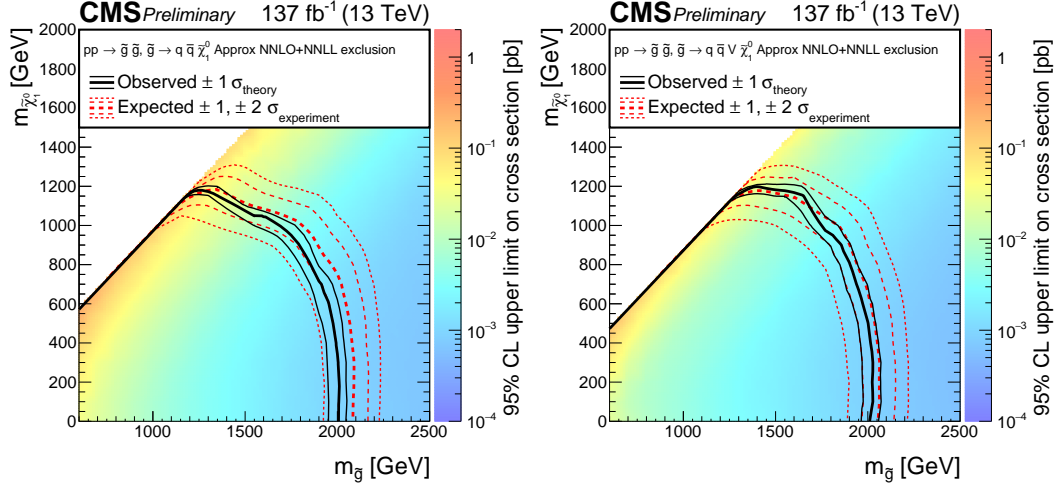 CMS Preliminary 137 fb⁻¹ (13 TeV)
pp → g̃ g̃, g̃ → q q̄ χ̃₁⁰ Approx NNLO+NNLL exclusion
Observed ± 1 σtheory
Expected ± 1, ± 2 σexperiment
m χ̃₁⁰ [GeV]
2000
1800
1600
1400
1200
1000
800
600
400
200
0
1000 1500 2000 2500
m g̃ [GeV]
1
10⁻¹
10⁻²
10⁻³
10⁻⁴
95% CL upper limit on cross section [pb]
CMS Preliminary 137 fb⁻¹ (13 TeV)
pp → g̃ g̃, g̃ → q q̄ V χ̃₁⁰ Approx NNLO+NNLL exclusion
Observed ± 1 σtheory
Expected ± 1, ± 2 σexperiment
m χ̃₁⁰ [GeV]
2000
1800
1600
1400
1200
1000
800
600
400
200
0
1000 1500 2000 2500
m g̃ [GeV]
1
10⁻¹
10⁻²
10⁻³
10⁻⁴
95% CL upper limit on cross section [pb]